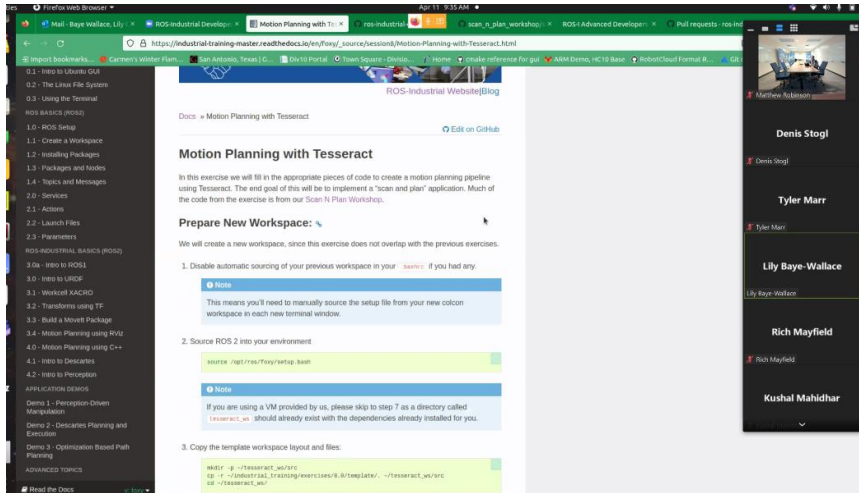 ties
Firefox Web Browser
Apr 11 9:35 AM
Mail - Baye Wallace, Lily
ROS-Industrial Develope
Motion Planning with Te
ros-industrial
scan_n_plan_workshop/
ROS-I Advanced Developer
Pull requests · ros-ind
https://industrial-training-master.readthedocs.io/en/foxy/_source/session8/Motion-Planning-with-Tesseract.html
Import bookmarks...
Carmen's Winter Flam...
San Antonio, Texas | G...
Div10 Portal
Town Square - Divisio...
Home
cmake reference for gui
ARM Demo, HC10 Base
RobotCloud Format R...
Git
0.1 - Intro to Ubuntu GUI
0.2 - The Linux File System
0.3 - Using the Terminal
ROS BASICS (ROS2)
1.0 - ROS Setup
1.1 - Create a Workspace
1.2 - Installing Packages
1.3 - Packages and Nodes
1.4 - Topics and Messages
2.0 - Services
2.1 - Actions
2.2 - Launch Files
2.3 - Parameters
ROS-INDUSTRIAL BASICS (ROS2)
3.0a - Intro to ROS1
3.0 - Intro to URDF
3.1 - Workcell XACRO
3.2 - Transforms using TF
3.3 - Build a MoveIt Package
3.4 - Motion Planning using RViz
4.0 - Motion Planning using C++
4.1 - Intro to Descartes
4.2 - Intro to Perception
APPLICATION DEMOS
Demo 1 - Perception-Driven
Manipulation
Demo 2 - Descartes Planning and
Execution
Demo 3 - Optimization Based Path
Planning
ADVANCED TOPICS
Read the Docs
v: foxy
ROS-Industrial Website|Blog
Docs » Motion Planning with Tesseract
Edit on GitHub
Motion Planning with Tesseract
In this exercise we will fill in the appropriate pieces of code to create a motion planning pipeline
using Tesseract. The end goal of this will be to implement a "scan and plan" application. Much of
the code from the exercise is from our Scan N Plan Workshop.
Prepare New Workspace:
We will create a new workspace, since this exercise does not overlap with the previous exercises.
1. Disable automatic sourcing of your previous workspace in your bashrc if you had any.
Note
This means you'll need to manually source the setup file from your new colcon
workspace in each new terminal window.
2. Source ROS 2 into your environment
source /opt/ros/foxy/setup.bash
Note
If you are using a VM provided by us, please skip to step 7 as a directory called
tesseract_ws should already exist with the dependencies already installed for you.
3. Copy the template workspace layout and files:
mkdir -p ~/tesseract_ws/src
cp -r ~/industrial_training/exercises/8.0/template/. ~/tesseract_ws/src
cd ~/tesseract_ws/
Matthew Robinson
Denis Stogl
Denis Stogl
Tyler Marr
Tyler Marr
Lily Baye-Wallace
Lily Baye-Wallace
Rich Mayfield
Rich Mayfield
Kushal Mahidhar